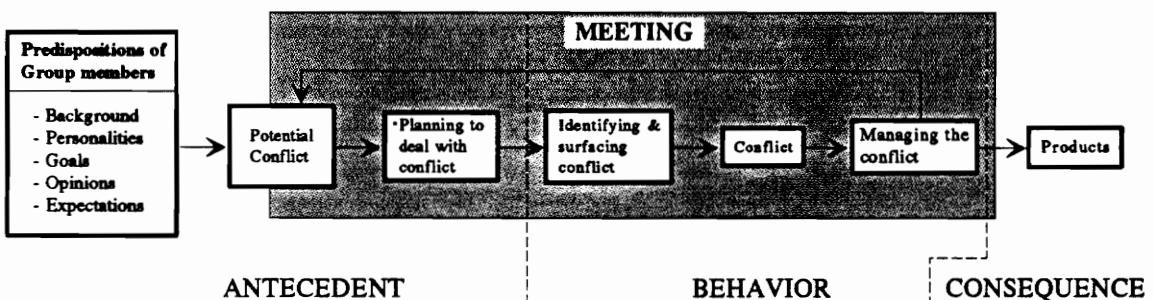 MEETING
Predispositions of
Group members
- Background
- Personalities
- Goals
- Opinions
- Expectations
Potential
Conflict
·Planning to
deal with
conflict
Identifying &
surfacing
conflict
Conflict
Managing the
conflict
Products
ANTECEDENT
BEHAVIOR
CONSEQUENCE